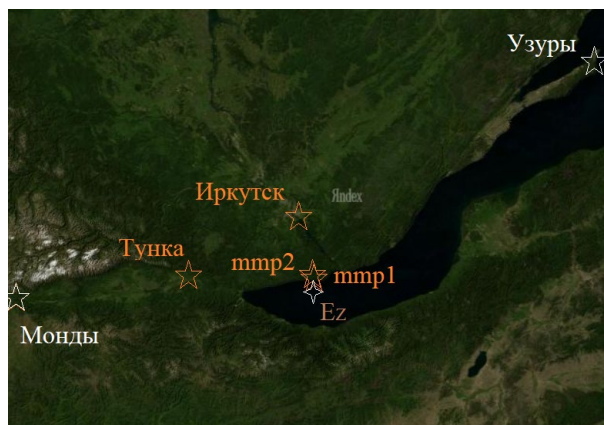 Узуры
Иркутск
Яndex
Тунка
mmp2
mmp1
Ez
Монды